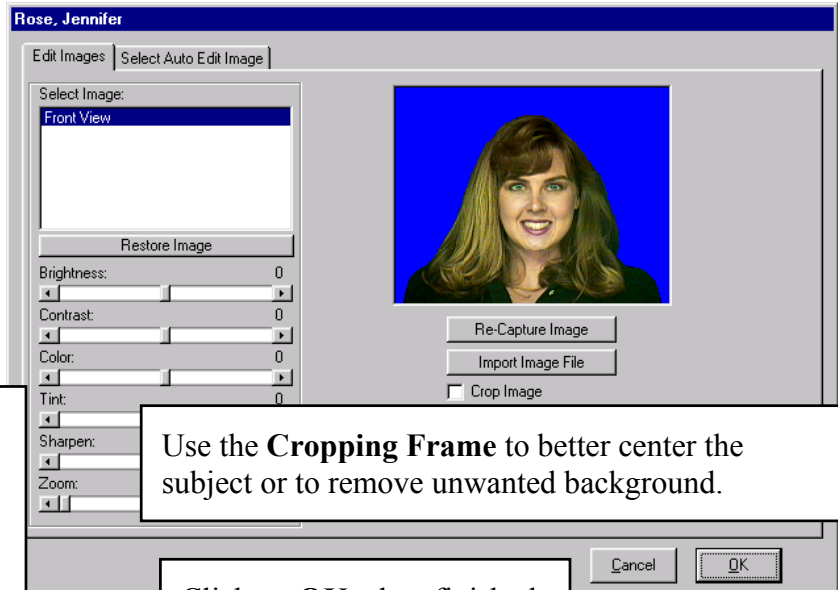 Rose, Jennifer
Edit Images
Select Auto Edit Image
Select Image:
Front View
Restore Image
Brightness: 0
Contrast: 0
Color: 0
Tint: 0
Sharpen:
Zoom:
Re-Capture Image
Import Image File
Crop Image
Use the Cropping Frame to better center the
subject or to remove unwanted background.
Cancel
OK